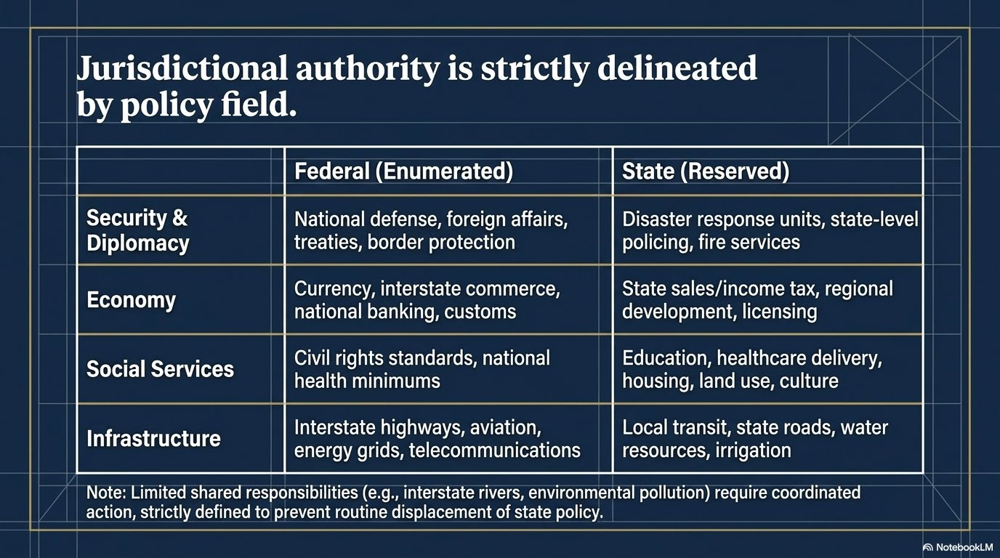 Jurisdictional authority is strictly delineated
by policy field.
Federal (Enumerated)
State (Reserved)
Security &
Diplomacy
National defense, foreign affairs,
treaties, border protection
Disaster response units, state-level
policing, fire services
Economy
Currency, interstate commerce,
national banking, customs
State sales/income tax, regional
development, licensing
Social Services
Civil rights standards, national
health minimums
Education, healthcare delivery,
housing, land use, culture
Infrastructure
Interstate highways, aviation,
energy grids, telecommunications
Local transit, state roads, water
resources, irrigation
Note: Limited shared responsibilities (e.g., interstate rivers, environmental pollution) require coordinated
action, strictly defined to prevent routine displacement of state policy.
NotebookLM